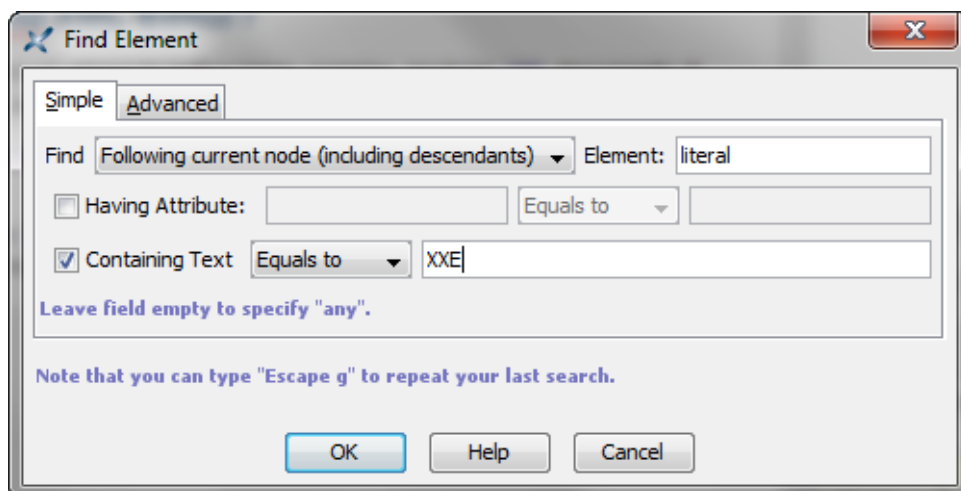 Find Element
Simple Advanced
Find Following current node (including descendants) Element: literal
Having Attribute: Equals to
Containing Text Equals to XXE
Leave field empty to specify "any".
Note that you can type "Escape g" to repeat your last search.
OK Help Cancel